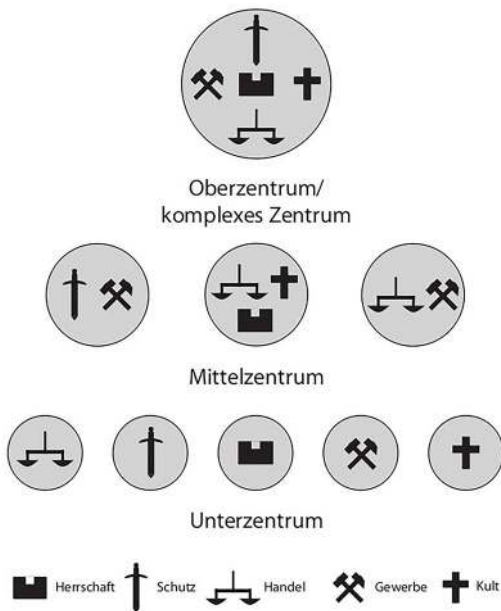 Oberzentrum/
komplexes Zentrum
Mittelzentrum
Unterzentrum
Herrschaft Schutz Handel Gewerbe Kult